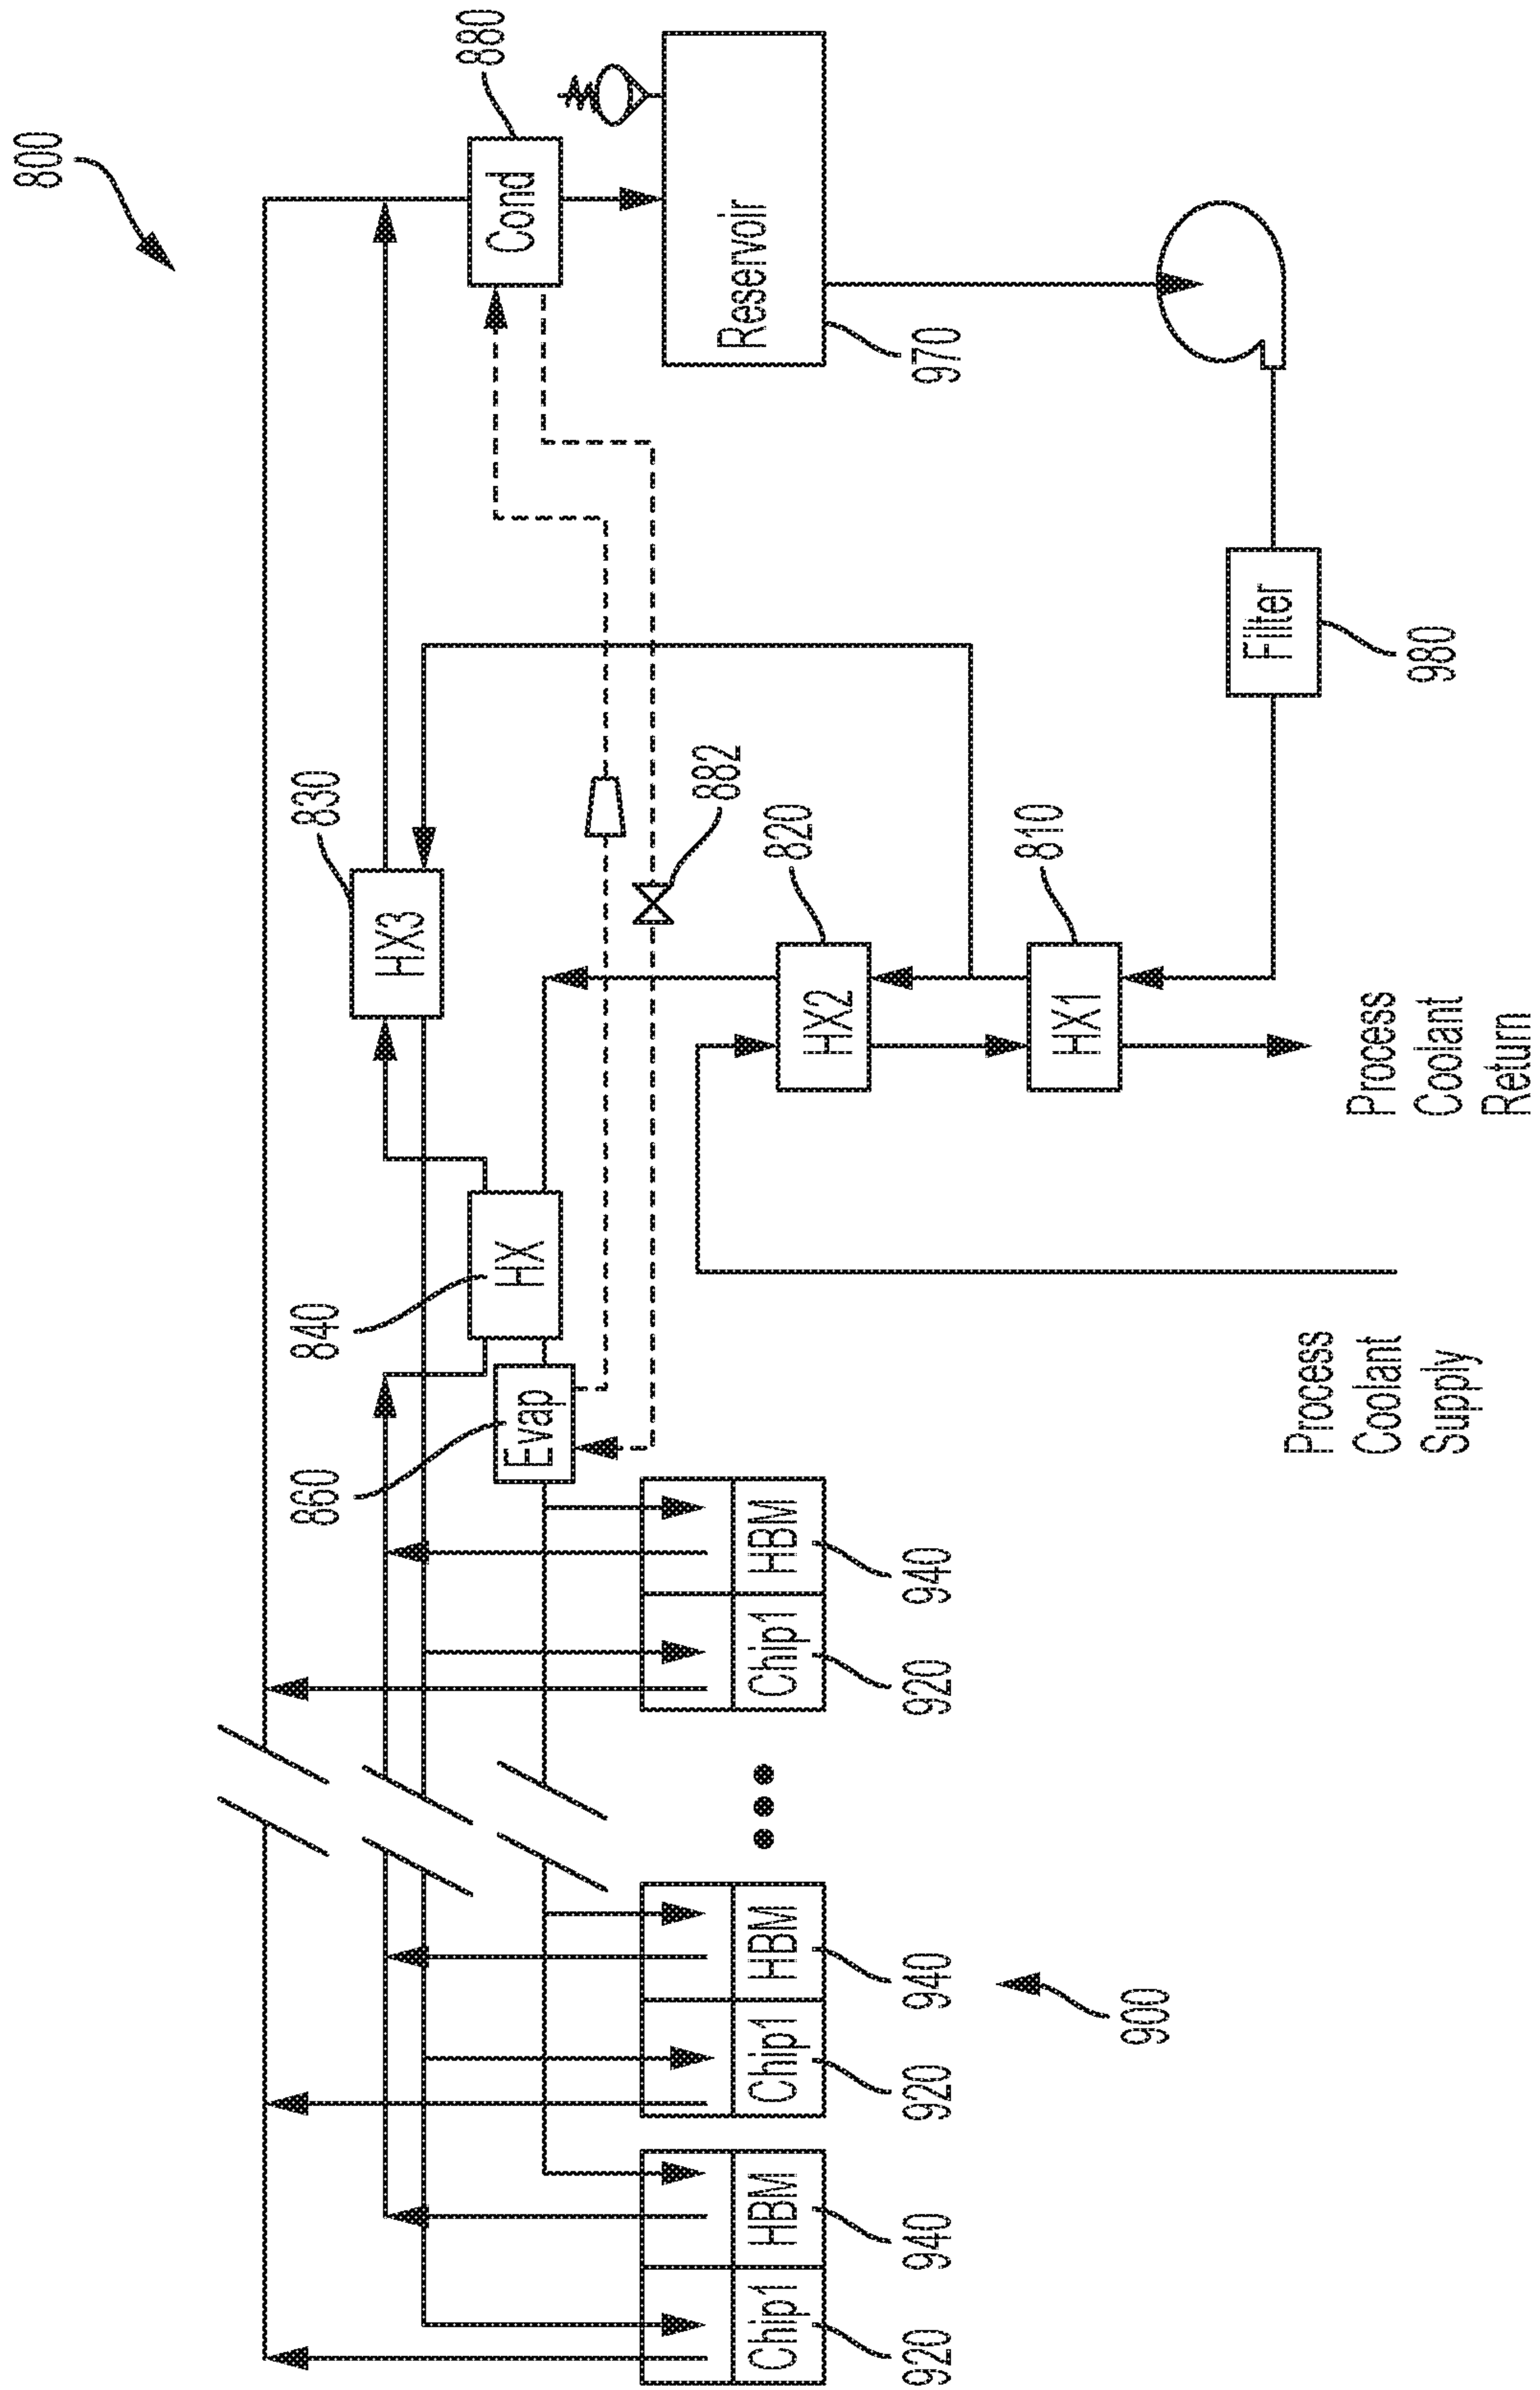 800
860
840
830
880
HX3
Evap
HX
Cond
882
Reservoir
Chip1
HBM
Chip1
HBM
Chip1
HBM
820
HX2
920
940
920
940
920
940
970
810
HX1
900
Filter
980
Process
Coolant
Supply
Process
Coolant
Return